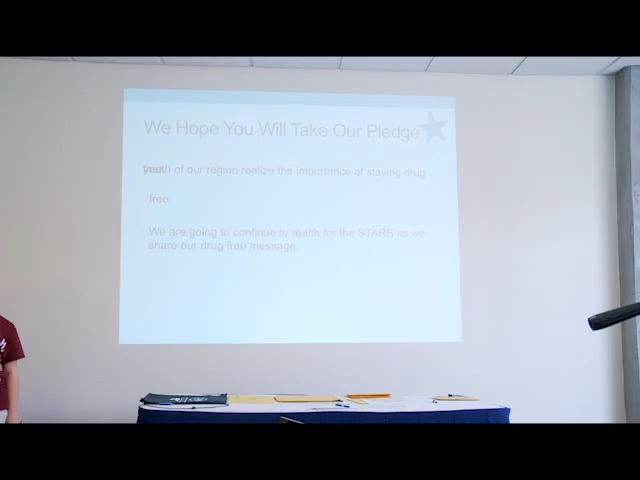 We Hope You Will Take Our Pledge
youth of our region realize the importance of staying drug
free
We are going to continue to reach for the STARS as we
share our drug free message.